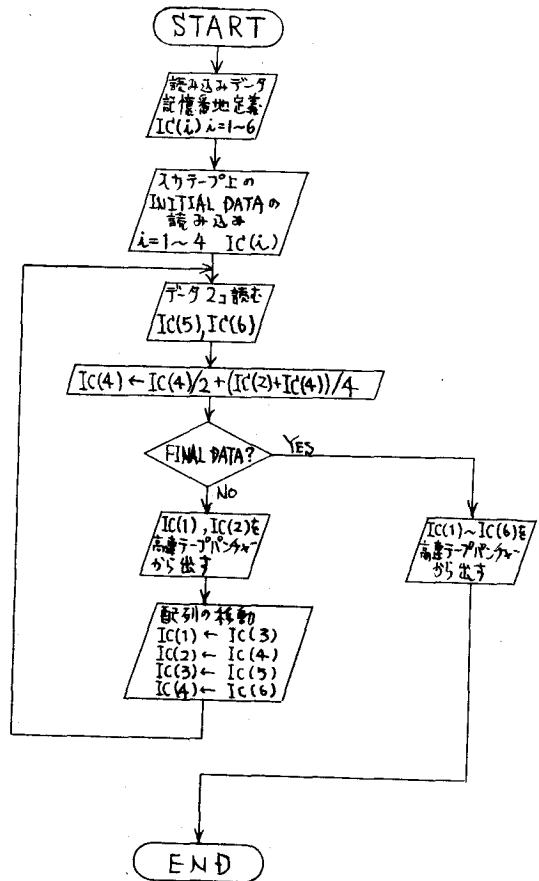 START
読み込みデータ
記憶番地定義
IC(i) i=1~6
入力テープ上の
INITIAL DATAの
読み込み
i=1~4 IC(i)
データ2コ読む
IC(5), IC(6)
IC(4) ← IC(4)/2+(IC(2)+IC(4))/4
FINAL DATA?
YES
NO
IC(1), IC(2)を
高速テープパンチャー
から出す
IC(1)~IC(6)を
高速テープパンチャー
から出す
配列の移動
IC(1) ← IC(3)
IC(2) ← IC(4)
IC(3) ← IC(5)
IC(4) ← IC(6)
END